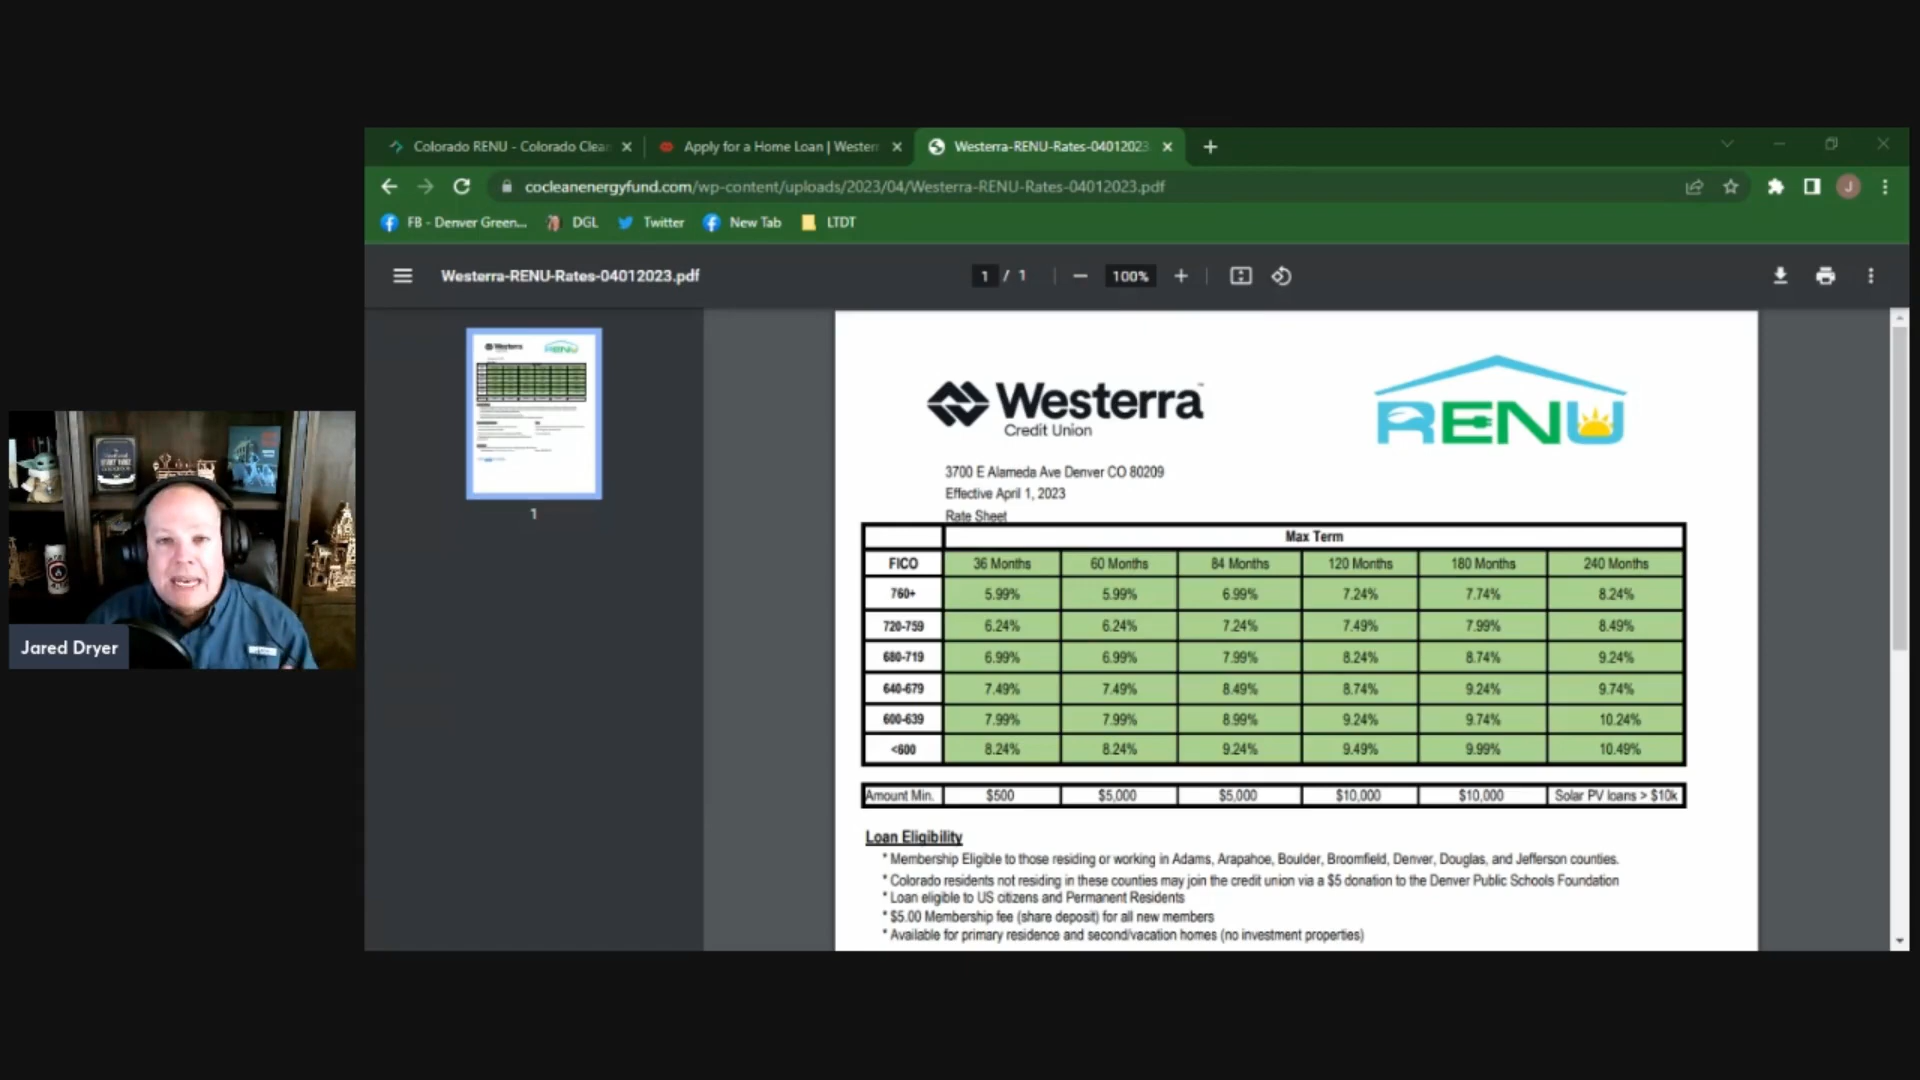 Colorado RENU - Colorado Clear
Apply for a Home Loan | Wester
Westerra-RENU-Rates-04012023
cocleanenergyfund.com/wp-content/uploads/2023/04/Westerra-RENU-Rates-04012023.pdf
J
FB - Denver Green...
DGL
Twitter
New Tab
LTDT
Westerra-RENU-Rates-04012023.pdf
1 / 1
100%
1
Jared Dryer
Westerra
Credit Union
RENU
3700 E Alameda Ave Denver CO 80209
Effective April 1, 2023
Rate Sheet
Max Term
FICO 36 Months 60 Months 84 Months 120 Months 180 Months 240 Months
760+ 5.99% 5.99% 6.99% 7.24% 7.74% 8.24%
720-759 6.24% 6.24% 7.24% 7.49% 7.99% 8.49%
680-719 6.99% 6.99% 7.99% 8.24% 8.74% 9.24%
640-679 7.49% 7.49% 8.49% 8.74% 9.24% 9.74%
600-639 7.99% 7.99% 8.99% 9.24% 9.74% 10.24%
<600 8.24% 8.24% 9.24% 9.49% 9.99% 10.49%
Amount Min. $500 $5,000 $5,000 $10,000 $10,000 Solar PV loans > $10k
Loan Eligibility
* Membership Eligible to those residing or working in Adams, Arapahoe, Boulder, Broomfield, Denver, Douglas, and Jefferson counties.
* Colorado residents not residing in these counties may join the credit union via a $5 donation to the Denver Public Schools Foundation
* Loan eligible to US citizens and Permanent Residents
* $5.00 Membership fee (share deposit) for all new members
* Available for primary residence and second/vacation homes (no investment properties)